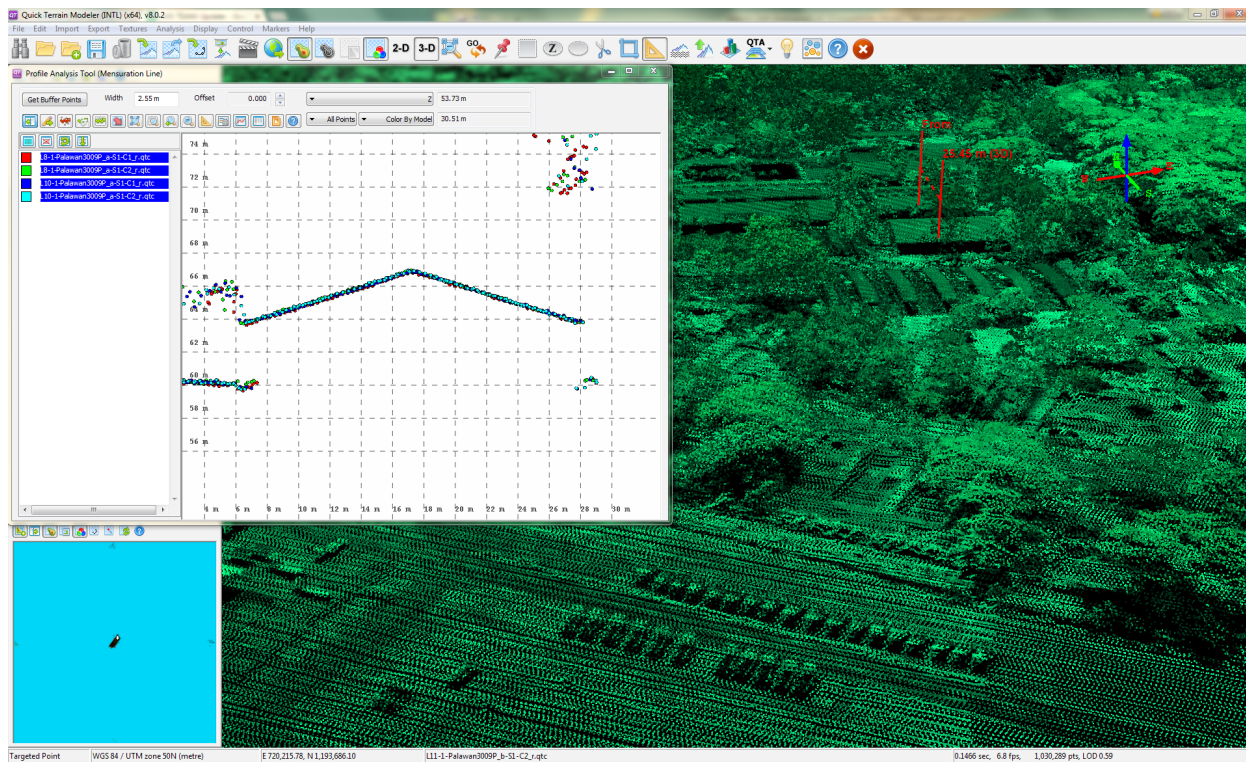 Quick Terrain Modeler (INTL) (x64), v8.0.2
File Edit Import Export Textures Analysis Display Control Markers Help
2-D 3-D GO Z QTA
Profile Analysis Tool (Mensuration Line)
Get Buffer Points Width 2.55 m Offset 0.000 Z 53.73 m
All Points Color By Model 30.51 m
L8-1-Palawan3009P_a-S1-C1_r.qtc
L8-1-Palawan3009P_a-S1-C2_r.qtc
L10-1-Palawan3009P_a-S1-C1_r.qtc
L10-1-Palawan3009P_a-S1-C2_r.qtc
74 m
72 m
70 m
68 m
66 m
64 m
62 m
60 m
58 m
56 m
4 m 6 m 8 m 10 m 12 m 14 m 16 m 18 m 20 m 22 m 24 m 26 m 28 m 30 m
From
Targeted Point WGS 84 / UTM zone 50N (metre) E 720,215.78, N 1,193,686.10 L11-1-Palawan3009P_b-S1-C2_r.qtc 0.1466 sec, 6.8 fps, 1,030,289 pts, LOD 0.59